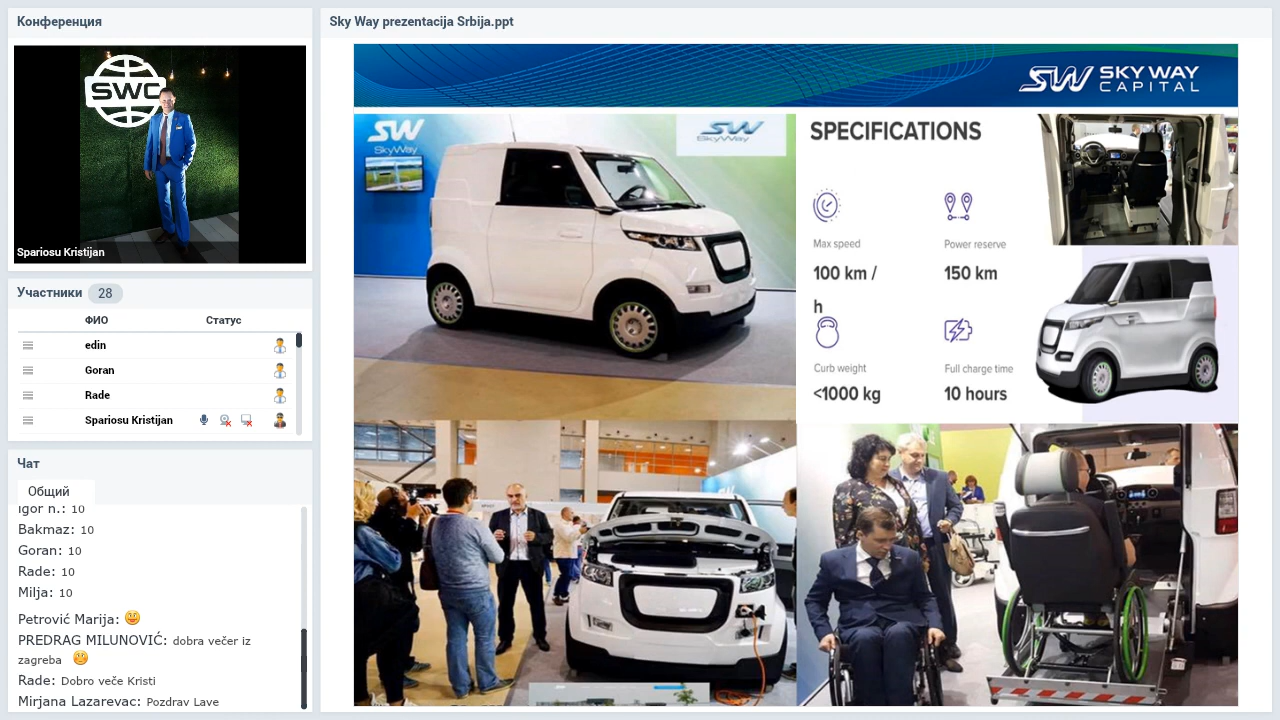 Конференция
SWC
Spariosu Kristijan
Участники 28
ФИО Статус
edin
Goran
Rade
Spariosu Kristijan
Чат
Общий
igor n.: 10
Bakmaz: 10
Goran: 10
Rade: 10
Milja: 10
Petrović Marija:
PREDRAG MILUNOVIĆ: dobra večer iz
zagreba
Rade: Dobro veče Kristi
Mirjana Lazarevac: Pozdrav Lave
Sky Way prezentacija Srbija.ppt
SW SKY WAY
CAPITAL
SW
SkyWay
SW
SkyWay
SPECIFICATIONS
Max speed
100 km /
h
Power reserve
150 km
Curb weight
<1000 kg
Full charge time
10 hours